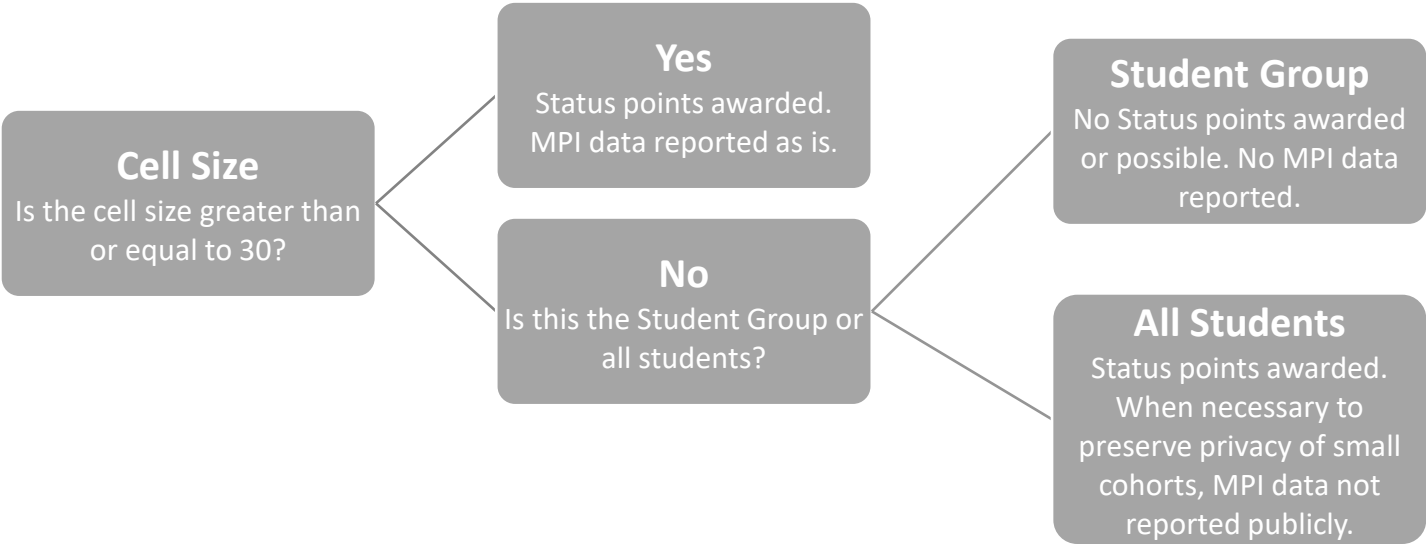 Cell Size
Is the cell size greater than
or equal to 30?
Yes
Status points awarded.
MPI data reported as is.
No
Is this the Student Group or
all students?
Student Group
No Status points awarded
or possible. No MPI data
reported.
All Students
Status points awarded.
When necessary to
preserve privacy of small
cohorts, MPI data not
reported publicly.